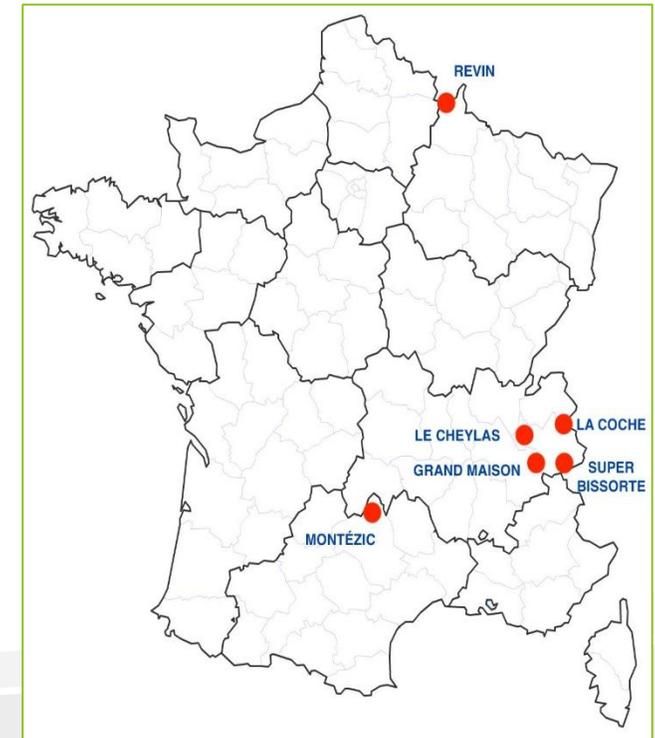 REVIN
LA COCHE
LE CHEYLAS
GRAND MAISON
SUPER
BISSORTE
MONTÉZIC